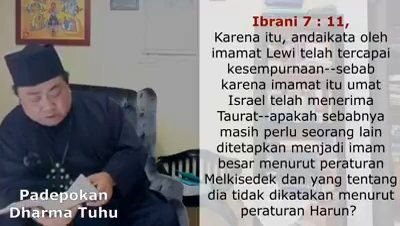 Ibrani 7 : 11,
Karena itu, andaikata oleh
imamat Lewi telah tercapai
kesempurnaan--sebab
karena imamat itu umat
Israel telah menerima
Taurat--apakah sebabnya
masih perlu seorang lain
ditetapkan menjadi imam
besar menurut peraturan
Melkisedek dan yang tentang
dia tidak dikatakan menurut
peraturan Harun?
Padepokan
Dharma Tuhu